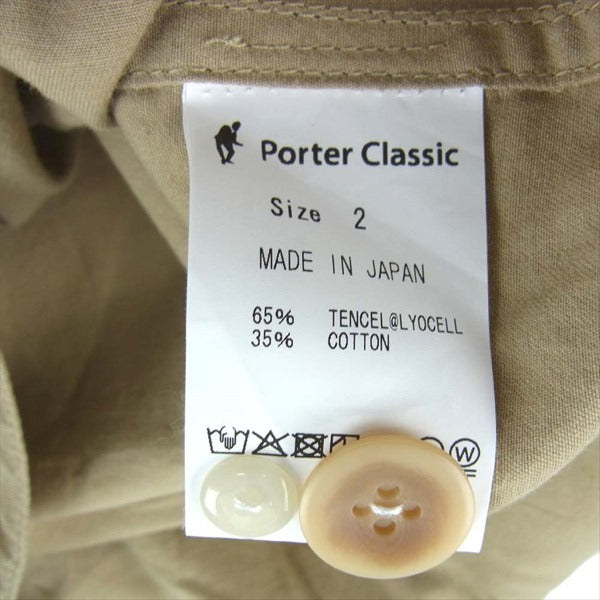 Porter Classic
Size 2
MADE IN JAPAN
65% TENCEL@LYOCELL
35% COTTON
W